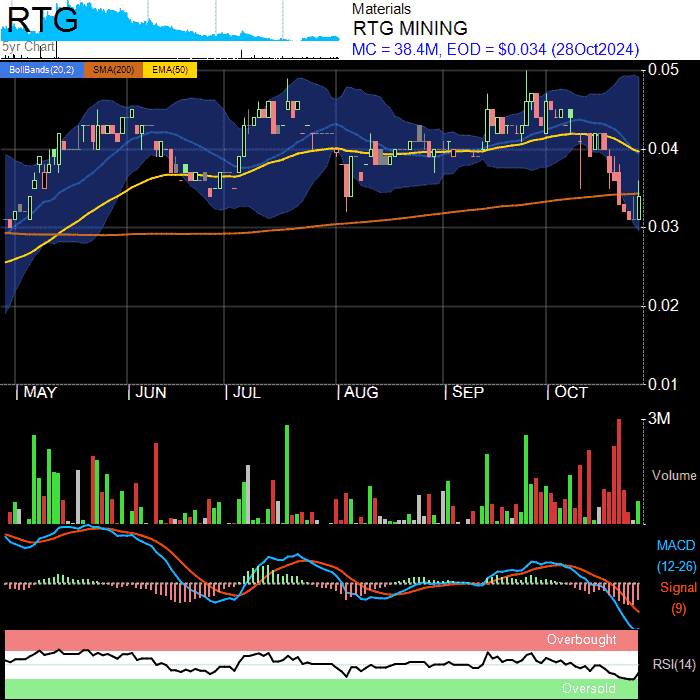 RTG
5yr Chart
Materials
RTG MINING
MC = 38.4M, EOD = $0.034 (28Oct2024)
BollBands(20,2) SMA(200) EMA(50)
0.05
0.04
0.03
0.02
0.01
MAY JUN JUL AUG SEP OCT
3M
Volume
MACD
(12-26)
Signal
(9)
Overbought
RSI(14)
Oversold